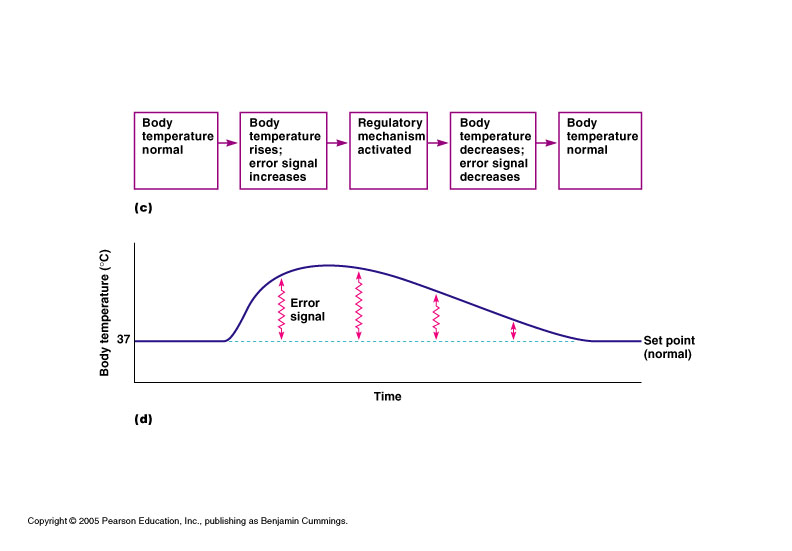 Body
temperature
normal
Body
temperature
rises;
error signal
increases
Regulatory
mechanism
activated
Body
temperature
decreases;
error signal
decreases
Body
temperature
normal
(c)
Body temperature (°C)
Error
signal
37
Set point
(normal)
Time
(d)
Copyright © 2005 Pearson Education, Inc., publishing as Benjamin Cummings.